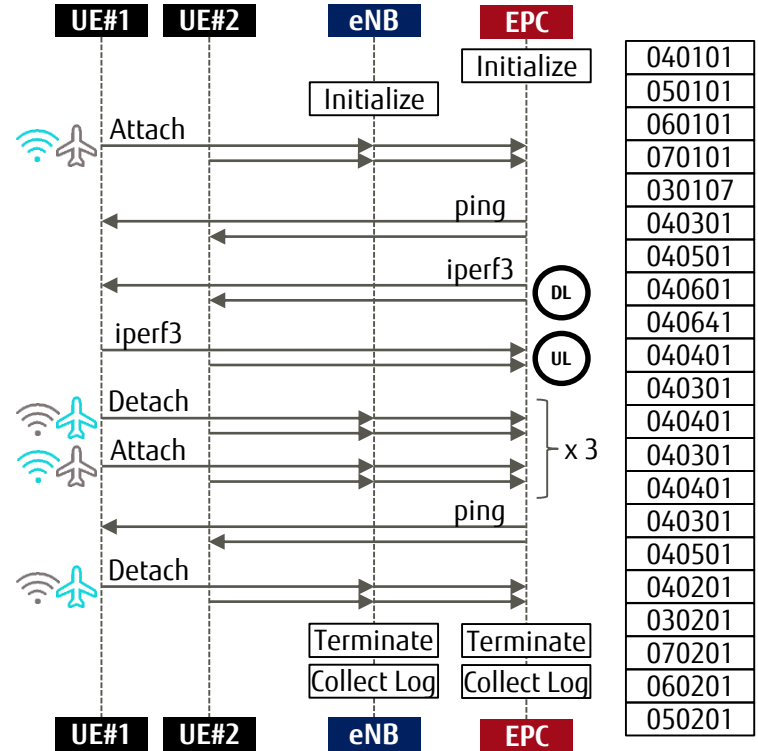 UE#1 UE#2 eNB EPC
Initialize
Initialize
Attach
ping
iperf3
DL
iperf3
UL
Detach
Attach
x 3
ping
Detach
Terminate Terminate
Collect Log Collect Log
UE#1 UE#2 eNB EPC
040101
050101
060101
070101
030107
040301
040501
040601
040641
040401
040301
040401
040301
040401
040301
040501
040201
030201
070201
060201
050201